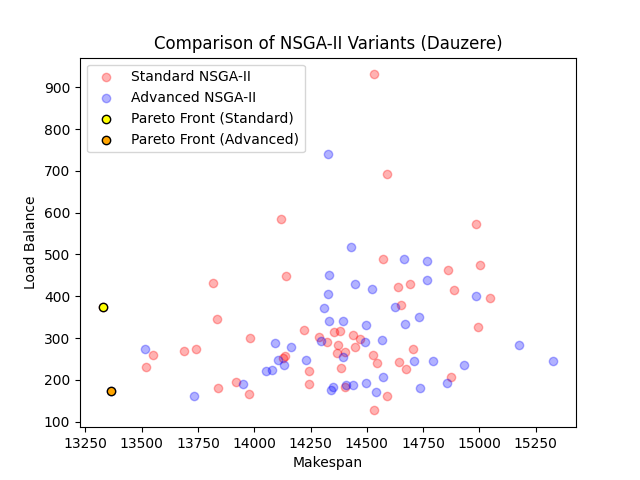 Comparison of NSGA-II Variants (Dauzere)
Standard NSGA-II
Advanced NSGA-II
Pareto Front (Standard)
Pareto Front (Advanced)
Load Balance
900
800
700
600
500
400
300
200
100
13250 13500 13750 14000 14250 14500 14750 15000 15250
Makespan